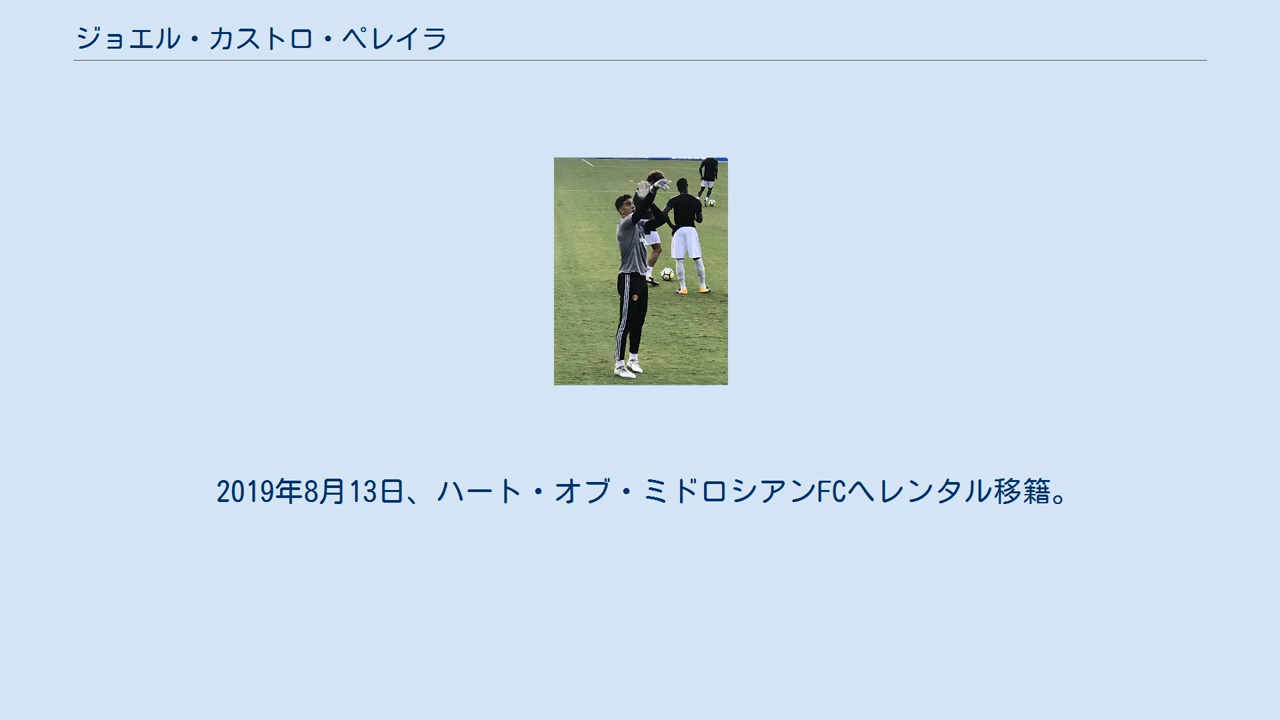 ジョエル・カストロ・ペレイラ
2019年8月13日、ハート・オブ・ミドロシアンFCへレンタル移籍。